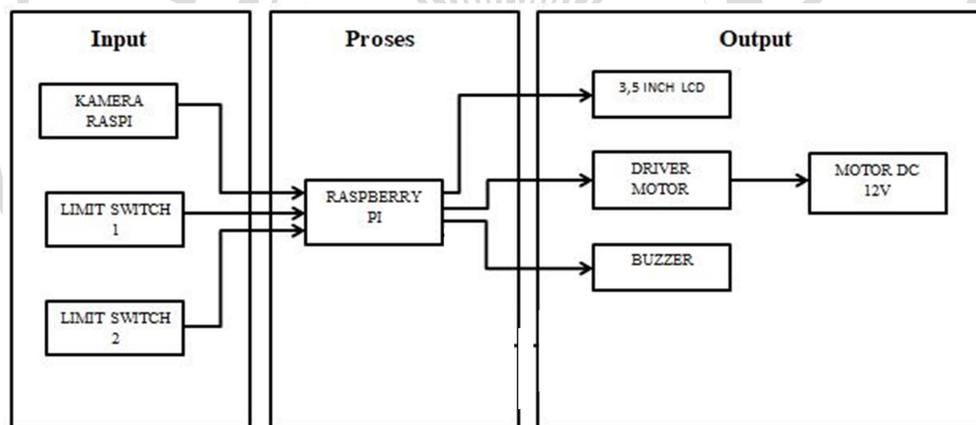 Input
KAMERA
RASPI
LIMIT SWITCH
1
LIMIT SWITCH
2
Proses
RASPBERRY
PI
Output
3,5 INCH LCD
DRIVER
MOTOR
MOTOR DC
12V
BUZZER